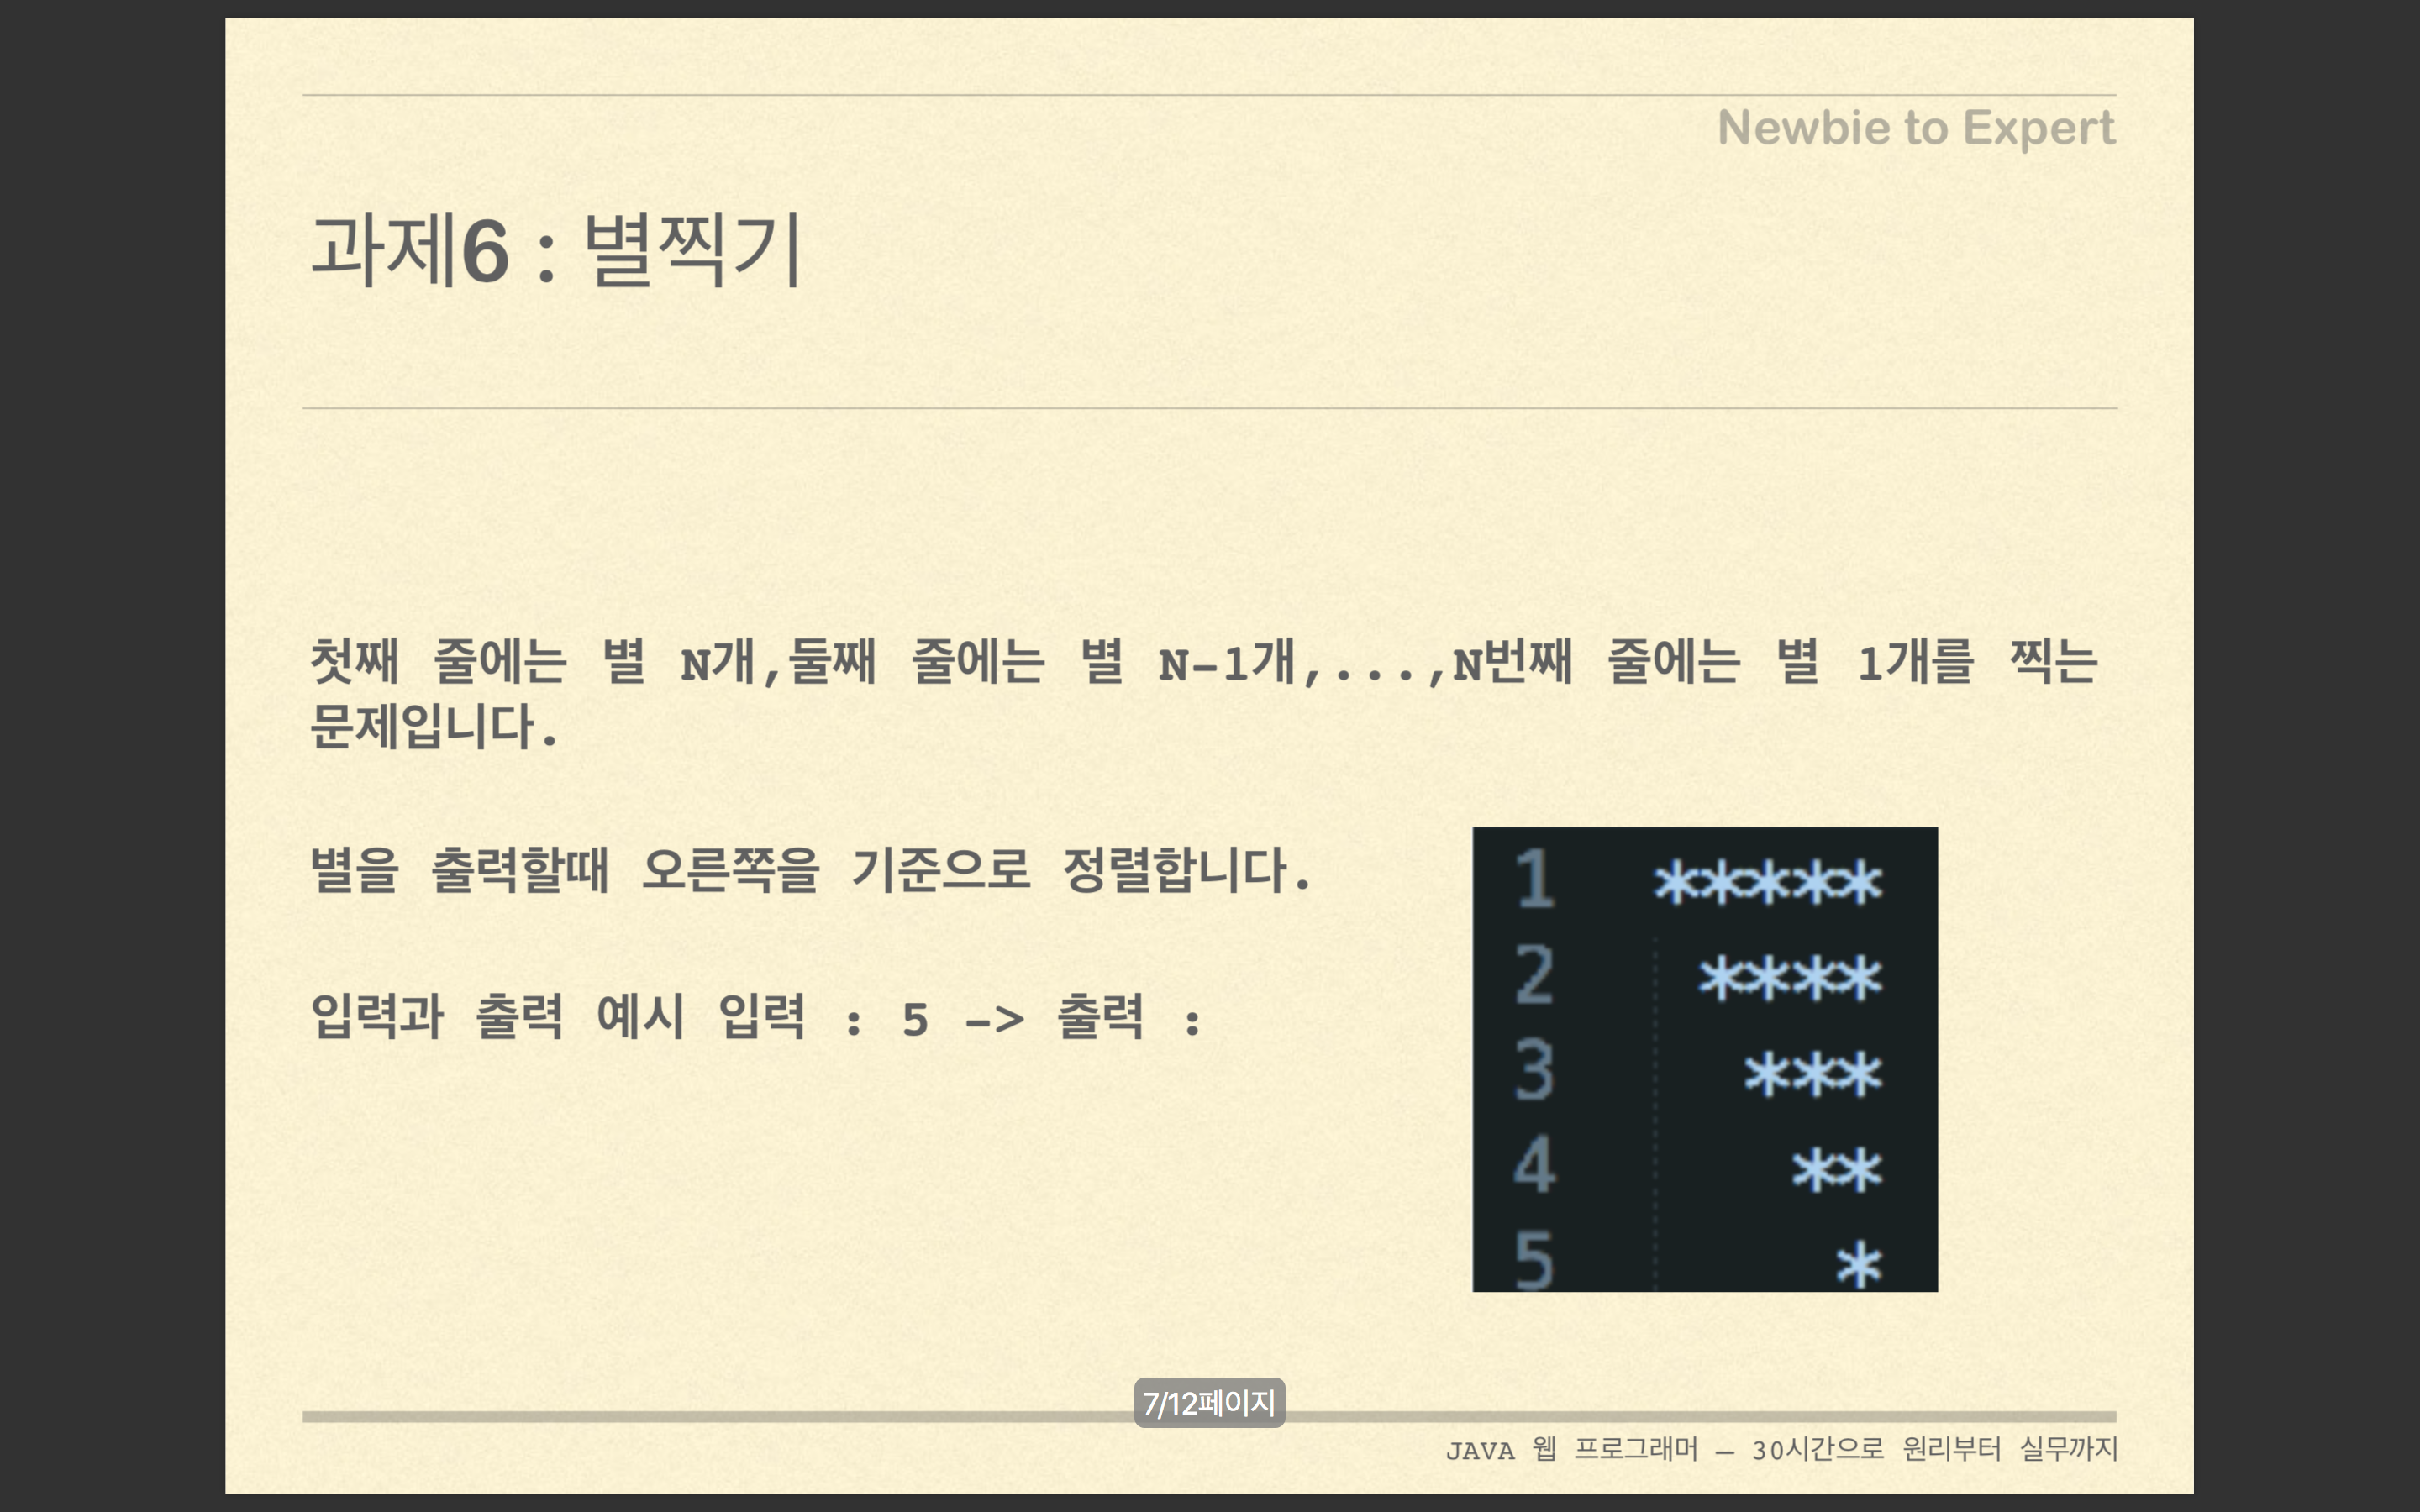 Newbie to Expert
과제6 : 별찍기
첫째 줄에는 별 N개,둘째 줄에는 별 N-1개,...,N번째 줄에는 별 1개를 찍는
문제입니다.
별을 출력할때 오른쪽을 기준으로 정렬합니다.
입력과 출력 예시 입력 : 5 -> 출력 :
1 *****
2 ****
3 ***
4 **
5 *
7/12페이지
JAVA 웹 프로그래머 – 30시간으로 원리부터 실무까지